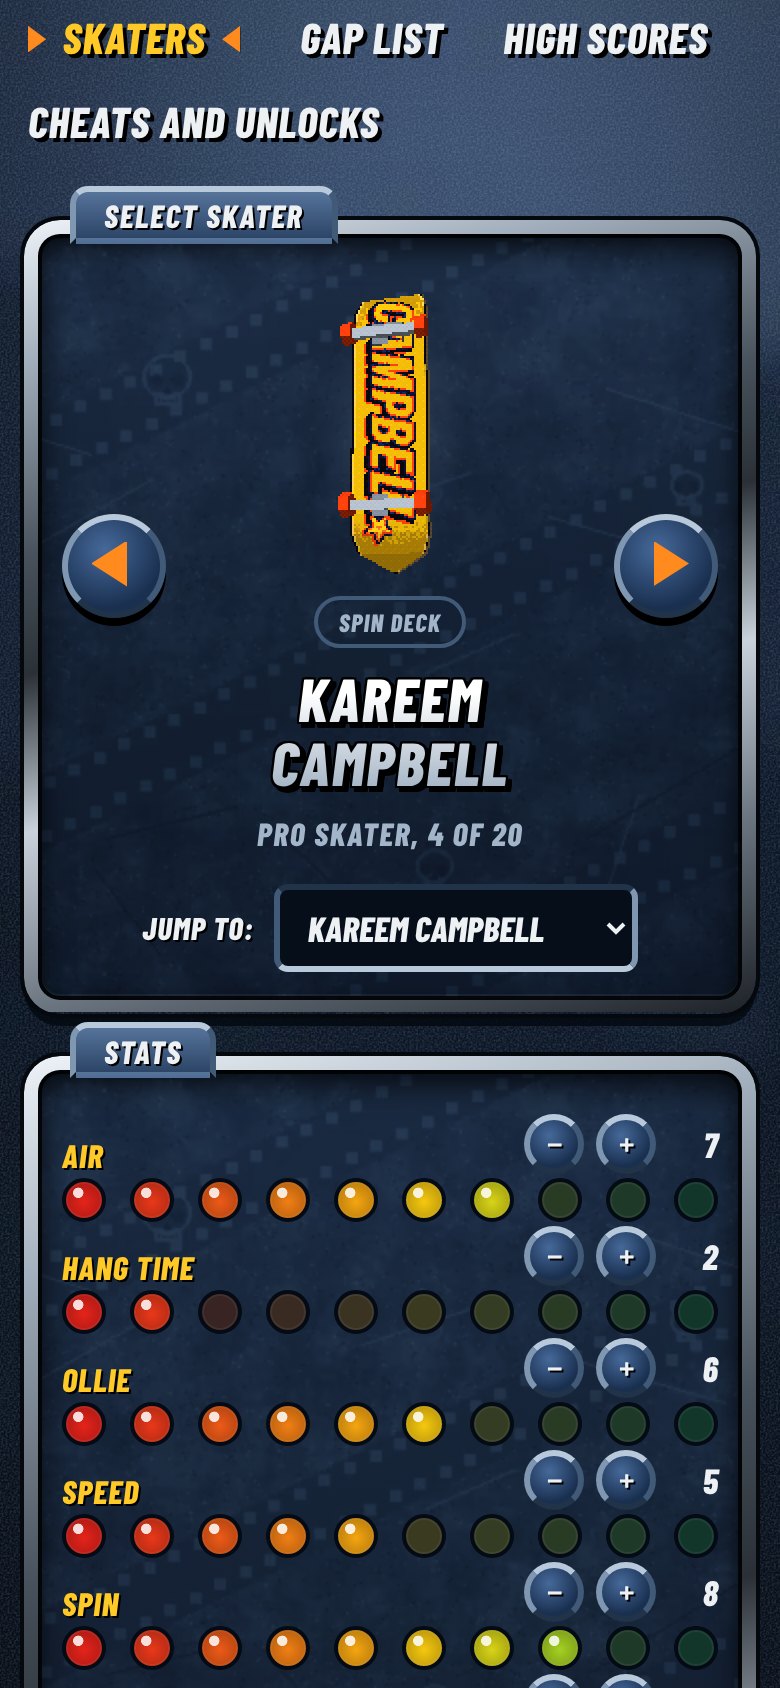 SKATERS
GAP LIST
HIGH SCORES
CHEATS AND UNLOCKS
SELECT SKATER
CAMPBELL
SPIN DECK
KAREEM
CAMPBELL
PRO SKATER, 4 OF 20
JUMP TO: KAREEM CAMPBELL
STATS
AIR - + 7
HANG TIME - + 2
OLLIE - + 6
SPEED - + 5
SPIN - + 8